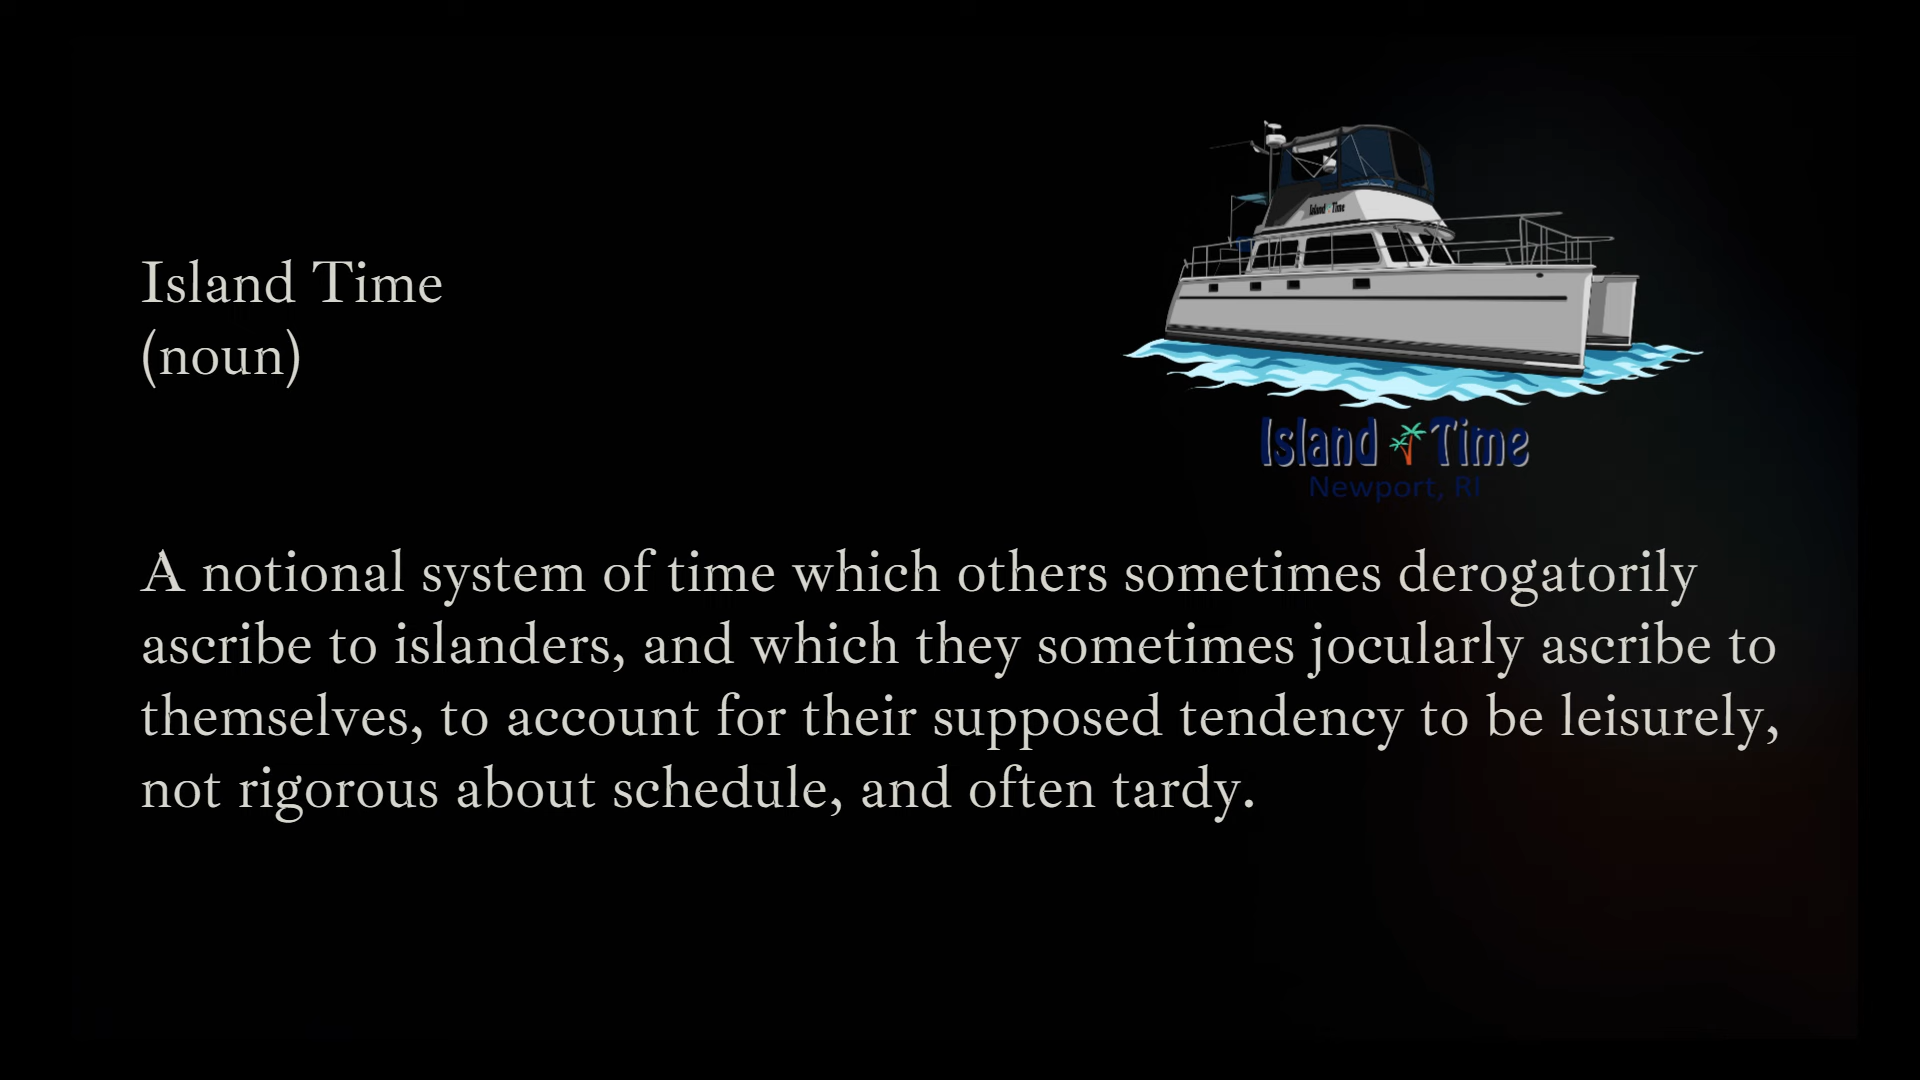 Island Time
Island Time
(noun)
Island Time
Newport, RI
A notional system of time which others sometimes derogatorily
ascribe to islanders, and which they sometimes jocularly ascribe to
themselves, to account for their supposed tendency to be leisurely,
not rigorous about schedule, and often tardy.